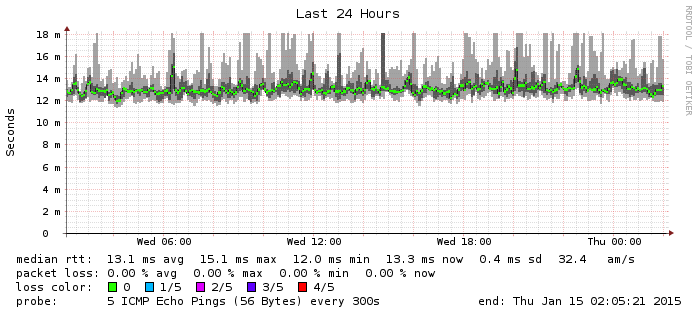 Last 24 Hours
RRDTOOL / TOBI OETIKER
Seconds
18 m
16 m
14 m
12 m
10 m
8 m
6 m
4 m
2 m
0
Wed 06:00 Wed 12:00 Wed 18:00 Thu 00:00
median rtt: 13.1 ms avg 15.1 ms max 12.0 ms min 13.3 ms now 0.4 ms sd 32.4 am/s
packet loss: 0.00 % avg 0.00 % max 0.00 % min 0.00 % now
loss color: 0 1/5 2/5 3/5 4/5
probe: 5 ICMP Echo Pings (56 Bytes) every 300s end: Thu Jan 15 02:05:21 2015